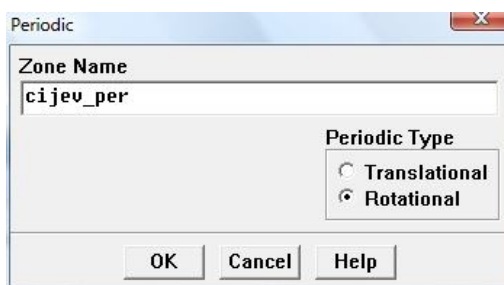 Periodic
Zone Name
cijev_per
Periodic Type
Translational
Rotational
OK Cancel Help